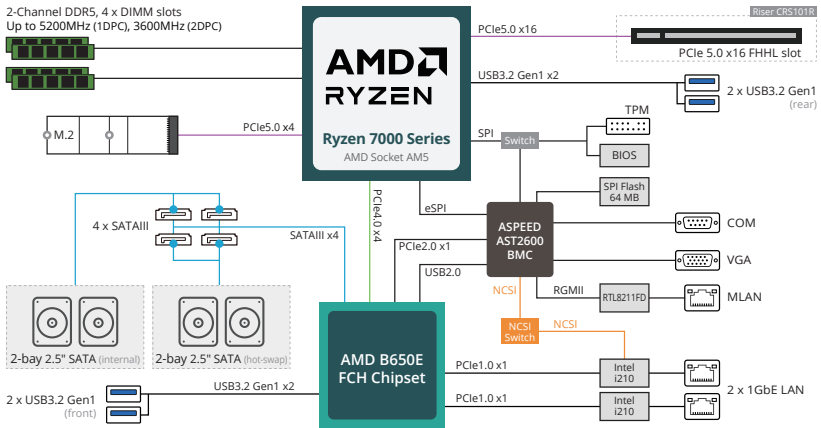 2-Channel DDR5, 4 x DIMM slots
Up to 5200MHz (1DPC), 3600MHz (2DPC)
AMD
RYZEN
Ryzen 7000 Series
AMD Socket AM5
PCIe5.0 x16
Riser CRS101R
PCIe 5.0 x16 FHHL slot
USB3.2 Gen1 x2
2 x USB3.2 Gen1
(rear)
M.2
PCIe5.0 x4
SPI
Switch
TPM
BIOS
SPI Flash
64 MB
PCIe4.0 x4
eSPI
PCIe2.0 x1
USB2.0
ASPEED
AST2600
BMC
COM
VGA
RGMII
RTL8211FD
MLAN
4 x SATAIII
SATAIII x4
2-bay 2.5" SATA (internal)
2-bay 2.5" SATA (hot-swap)
NCSI
NCSI
Switch
NCSI
AMD B650E
FCH Chipset
PCIe1.0 x1
Intel
i210
PCIe1.0 x1
Intel
i210
2 x 1GbE LAN
2 x USB3.2 Gen1
(front)
USB3.2 Gen1 x2